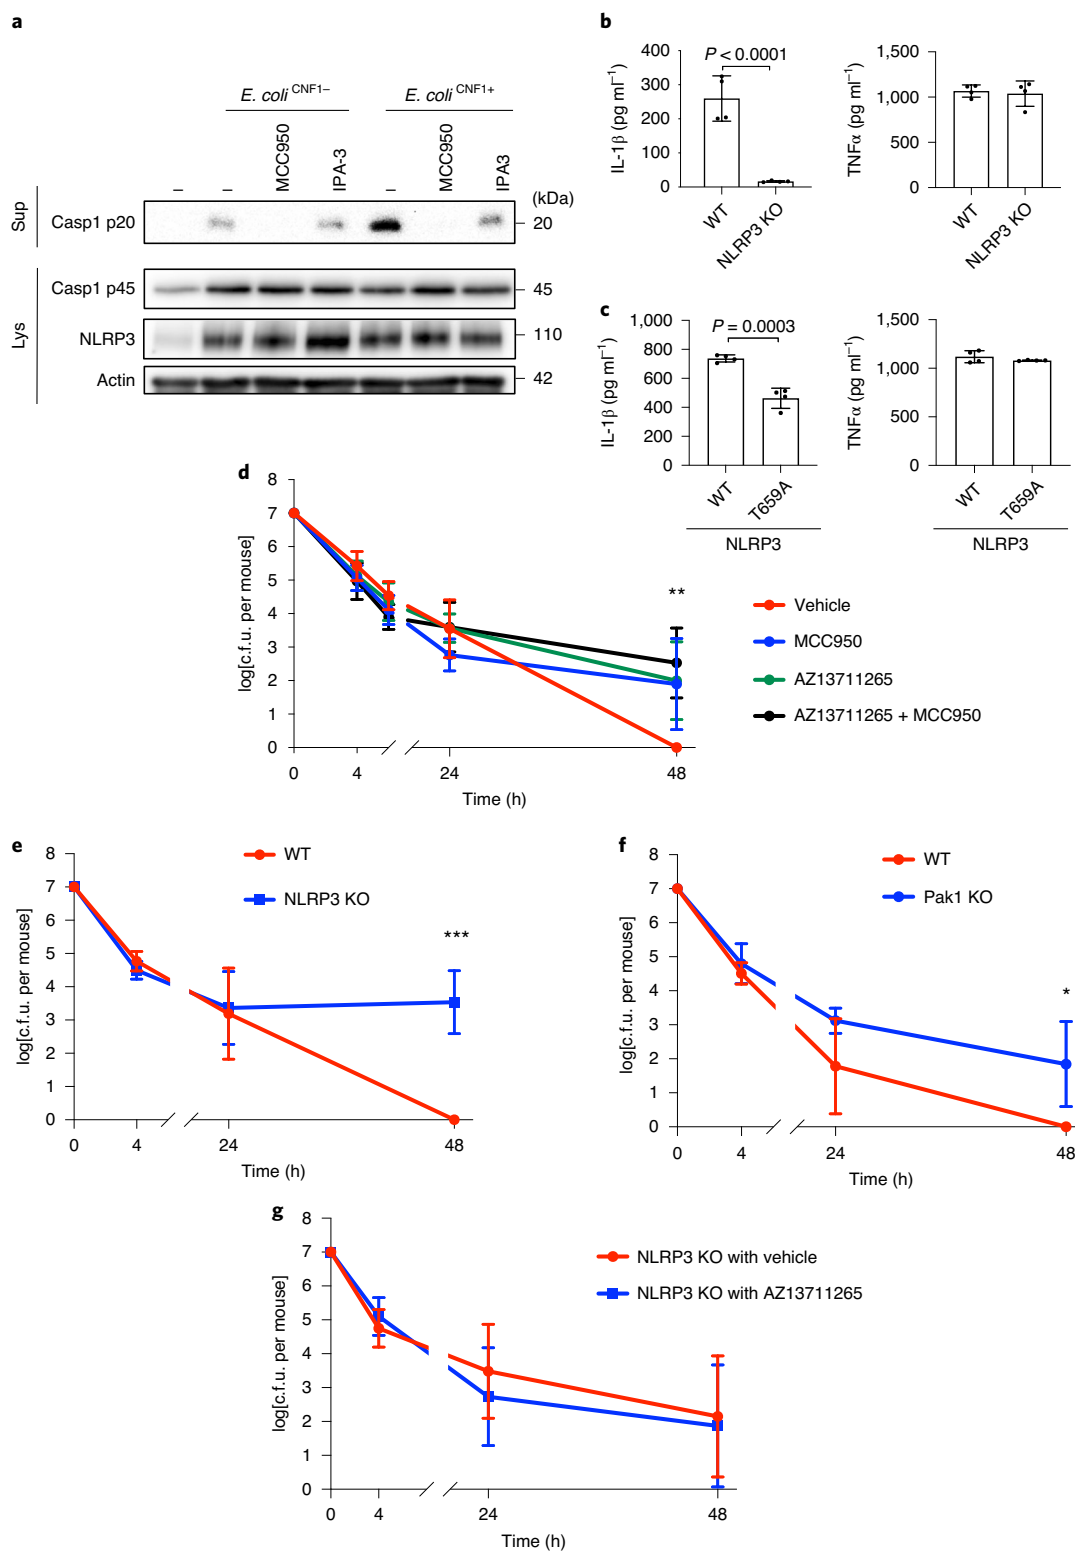 a
E. coli CNF1–
E. coli CNF1+
–
–
MCC950
IPA-3
–
MCC950
IPA3
(kDa)
Sup
Casp1 p20
20
Lys
Casp1 p45
45
NLRP3
110
Actin
42
b
IL-1β (pg ml–1)
400
300
200
100
0
P < 0.0001
WT
NLRP3 KO
TNFα (pg ml–1)
1,500
1,000
500
0
WT
NLRP3 KO
c
IL-1β (pg ml–1)
1,000
800
600
400
200
0
P = 0.0003
WT
T659A
NLRP3
TNFα (pg ml–1)
1,500
1,000
500
0
WT
T659A
NLRP3
d
log[c.f.u. per mouse]
8
7
6
5
4
3
2
1
0
**
0
4
24
48
Time (h)
Vehicle
MCC950
AZ13711265
AZ13711265 + MCC950
e
log[c.f.u. per mouse]
8
7
6
5
4
3
2
1
0
WT
NLRP3 KO
***
0
4
24
48
Time (h)
f
log[c.f.u. per mouse]
8
7
6
5
4
3
2
1
0
WT
Pak1 KO
*
0
4
24
48
Time (h)
g
log[c.f.u. per mouse]
8
7
6
5
4
3
2
1
0
NLRP3 KO with vehicle
NLRP3 KO with AZ13711265
0
4
24
48
Time (h)